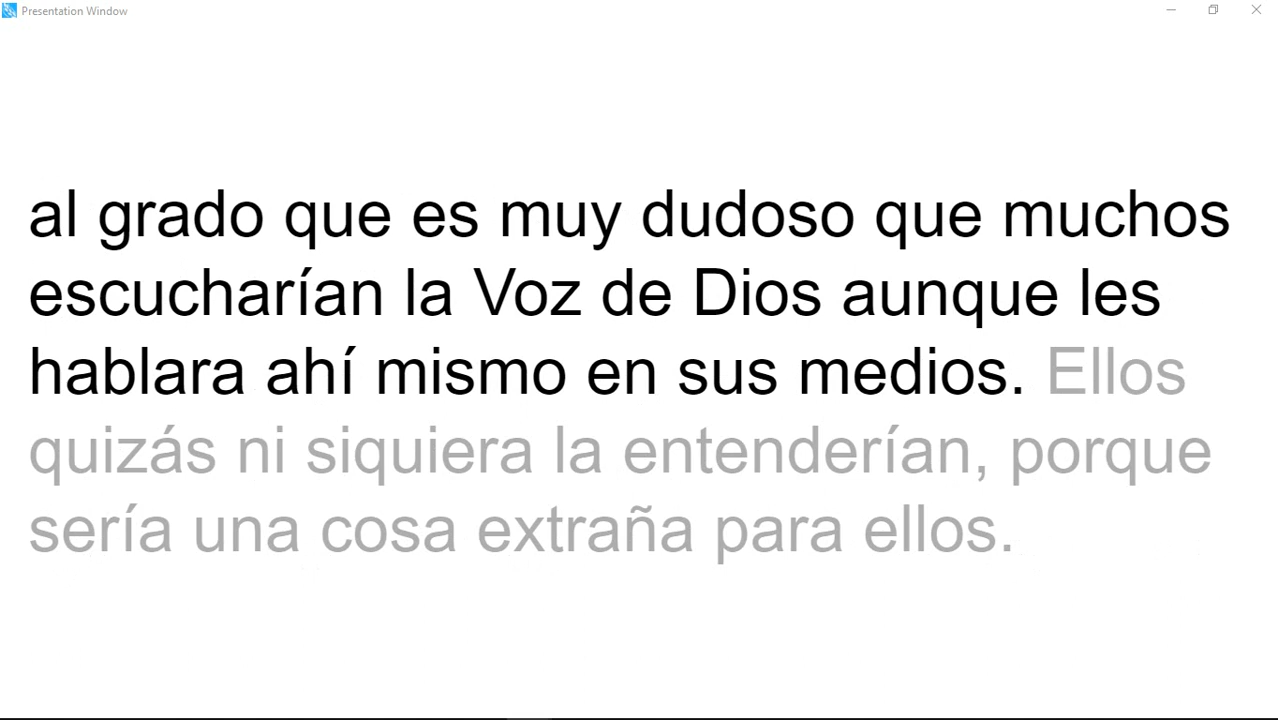 Presentation Window
al grado que es muy dudoso que muchos
escucharían la Voz de Dios aunque les
hablara ahí mismo en sus medios. Ellos
quizás ni siquiera la entenderían, porque
sería una cosa extraña para ellos.